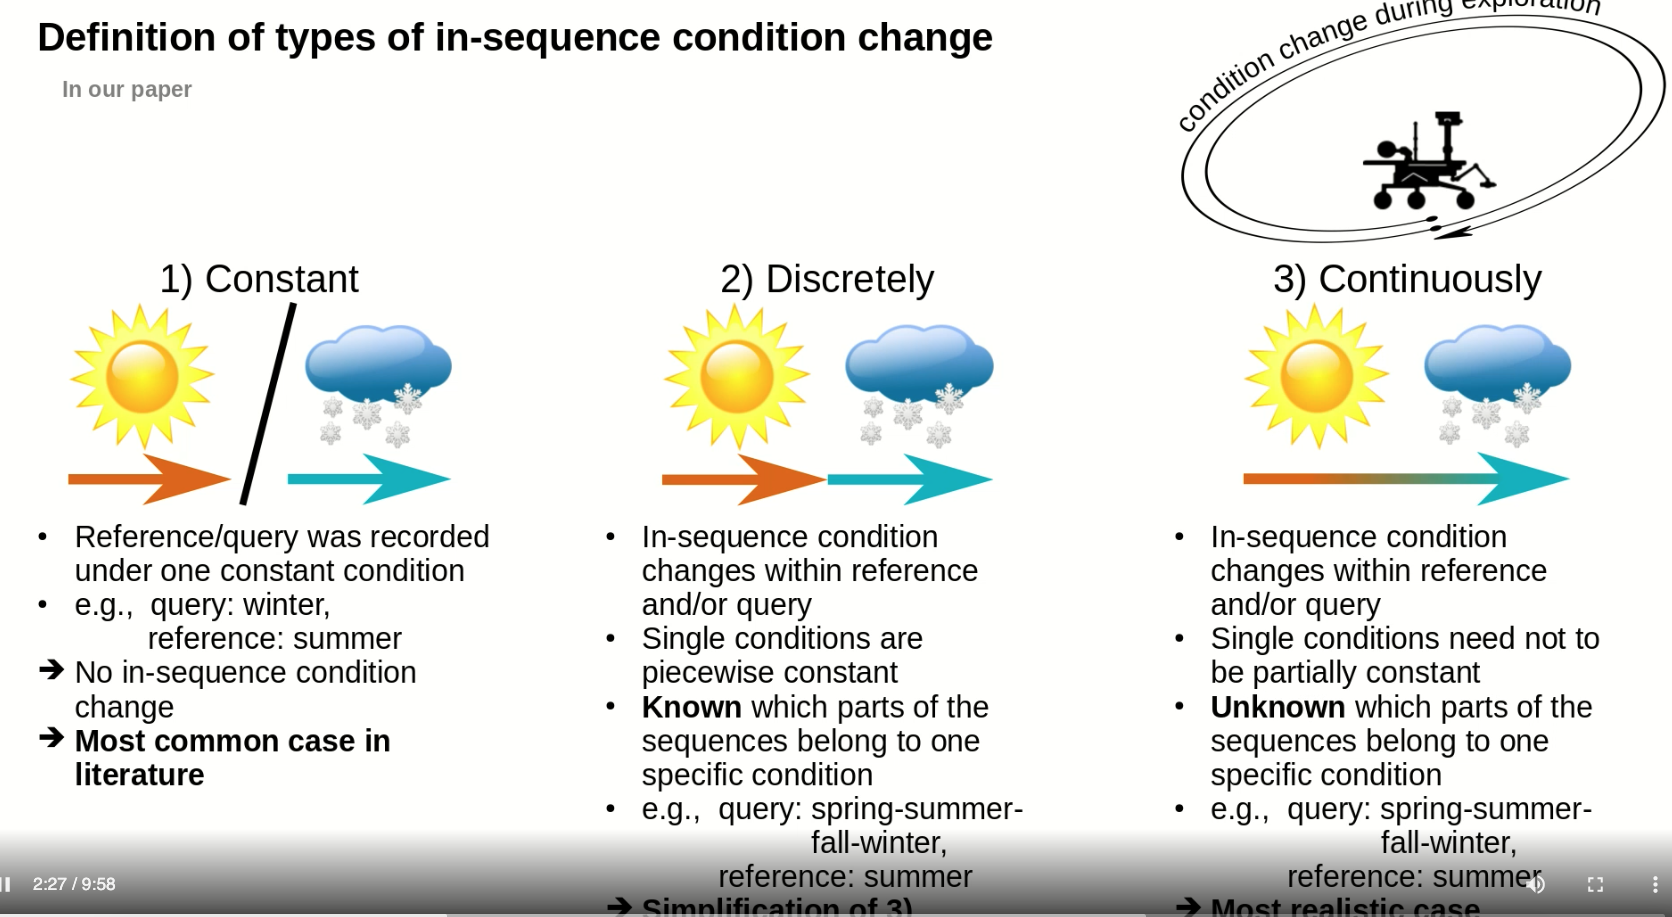 Definition of types of in-sequence condition change
In our paper
condition change during exploration
1) Constant
• Reference/query was recorded
under one constant condition
• e.g., query: winter,
reference: summer
➔ No in-sequence condition
change
➔ Most common case in
literature
2) Discretely
• In-sequence condition
changes within reference
and/or query
• Single conditions are
piecewise constant
• Known which parts of the
sequences belong to one
specific condition
• e.g., query: spring-summer-
fall-winter,
reference: summer
➔ Simplification of 3)
3) Continuously
• In-sequence condition
changes within reference
and/or query
• Single conditions need not to
be partially constant
• Unknown which parts of the
sequences belong to one
specific condition
• e.g., query: spring-summer-
fall-winter,
reference: summer
➔ Most realistic case
2:27 / 9:58